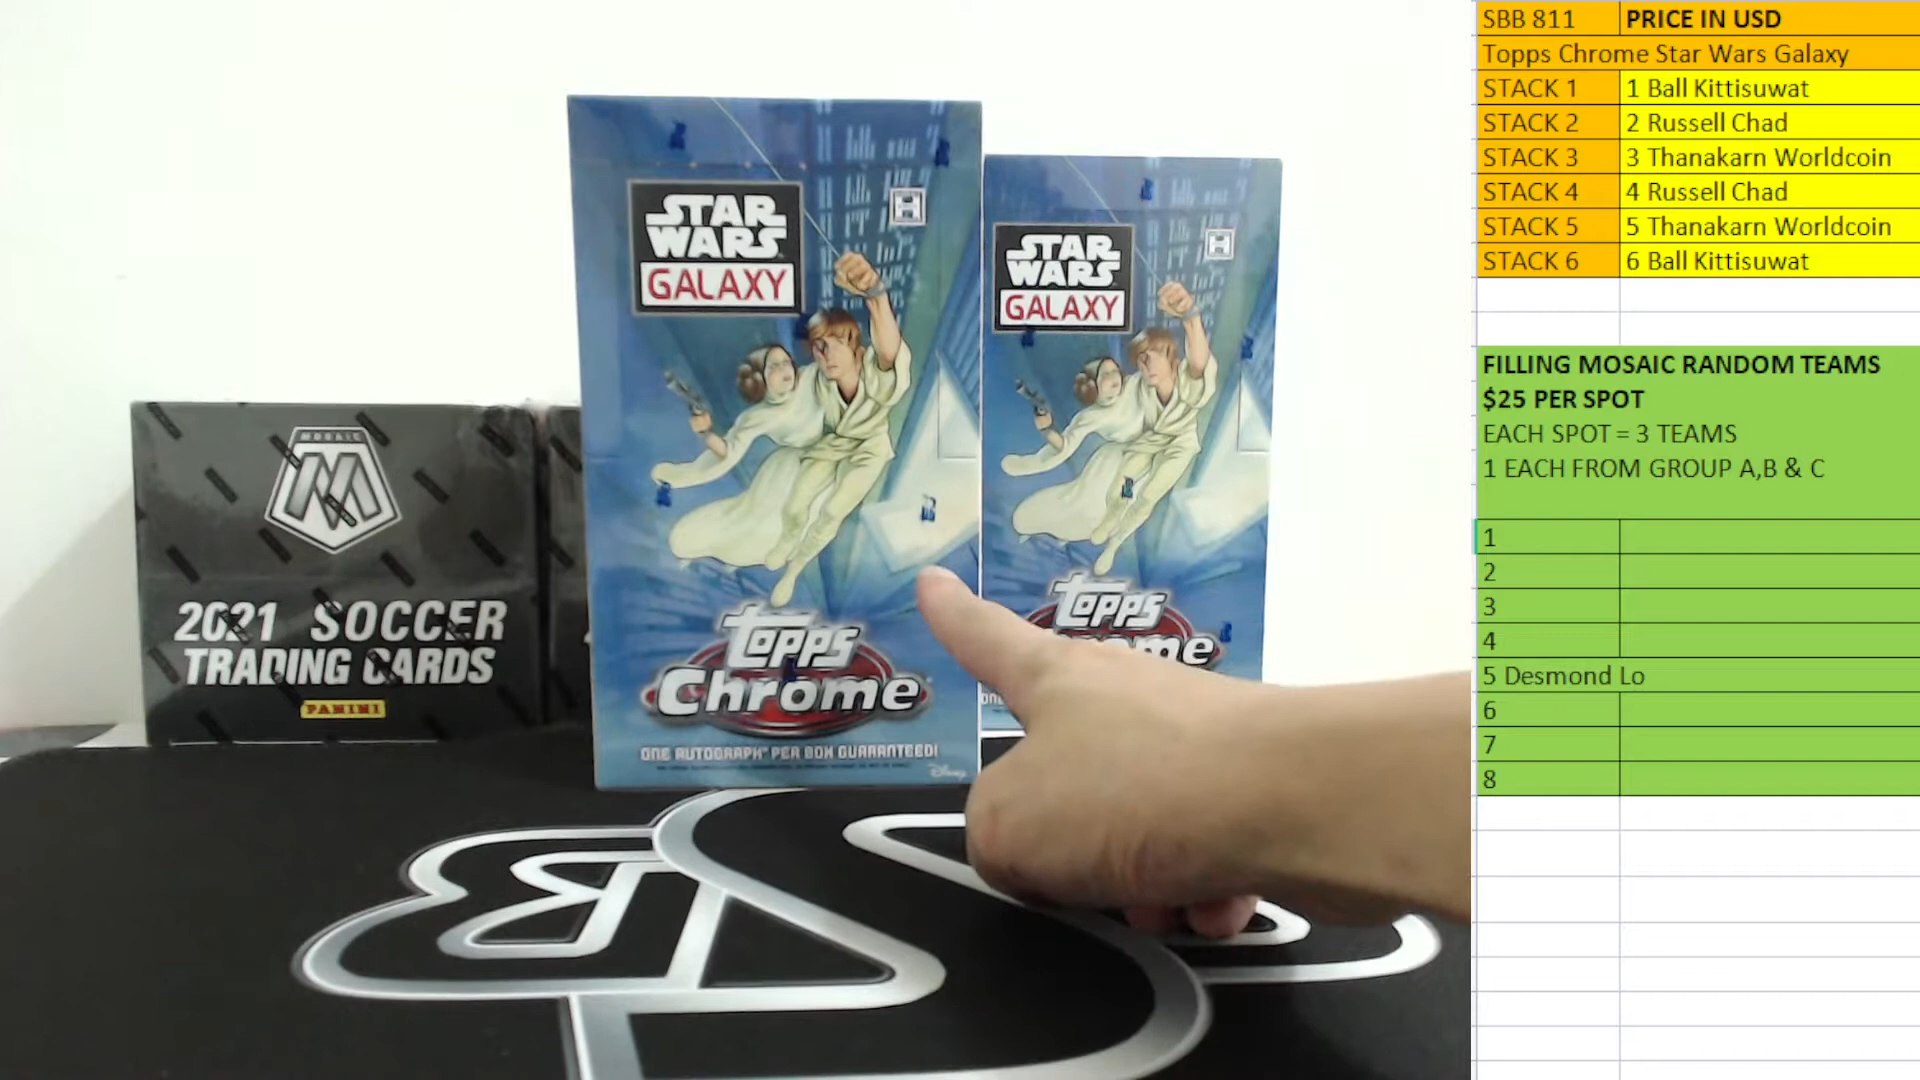 STAR
WARS
GALAXY
Topps
Chrome
ONE AUTOGRAPH PER BOX GUARANTEED!
Disney
STAR
WARS
GALAXY
Topps
MOSAIC
2021 SOCCER
TRADING CARDS
PANINI
SBB 811 PRICE IN USD
Topps Chrome Star Wars Galaxy
STACK 1 1 Ball Kittisuwat
STACK 2 2 Russell Chad
STACK 3 3 Thanakarn Worldcoin
STACK 4 4 Russell Chad
STACK 5 5 Thanakarn Worldcoin
STACK 6 6 Ball Kittisuwat
FILLING MOSAIC RANDOM TEAMS
$25 PER SPOT
EACH SPOT = 3 TEAMS
1 EACH FROM GROUP A,B & C
1
2
3
4
5 Desmond Lo
6
7
8